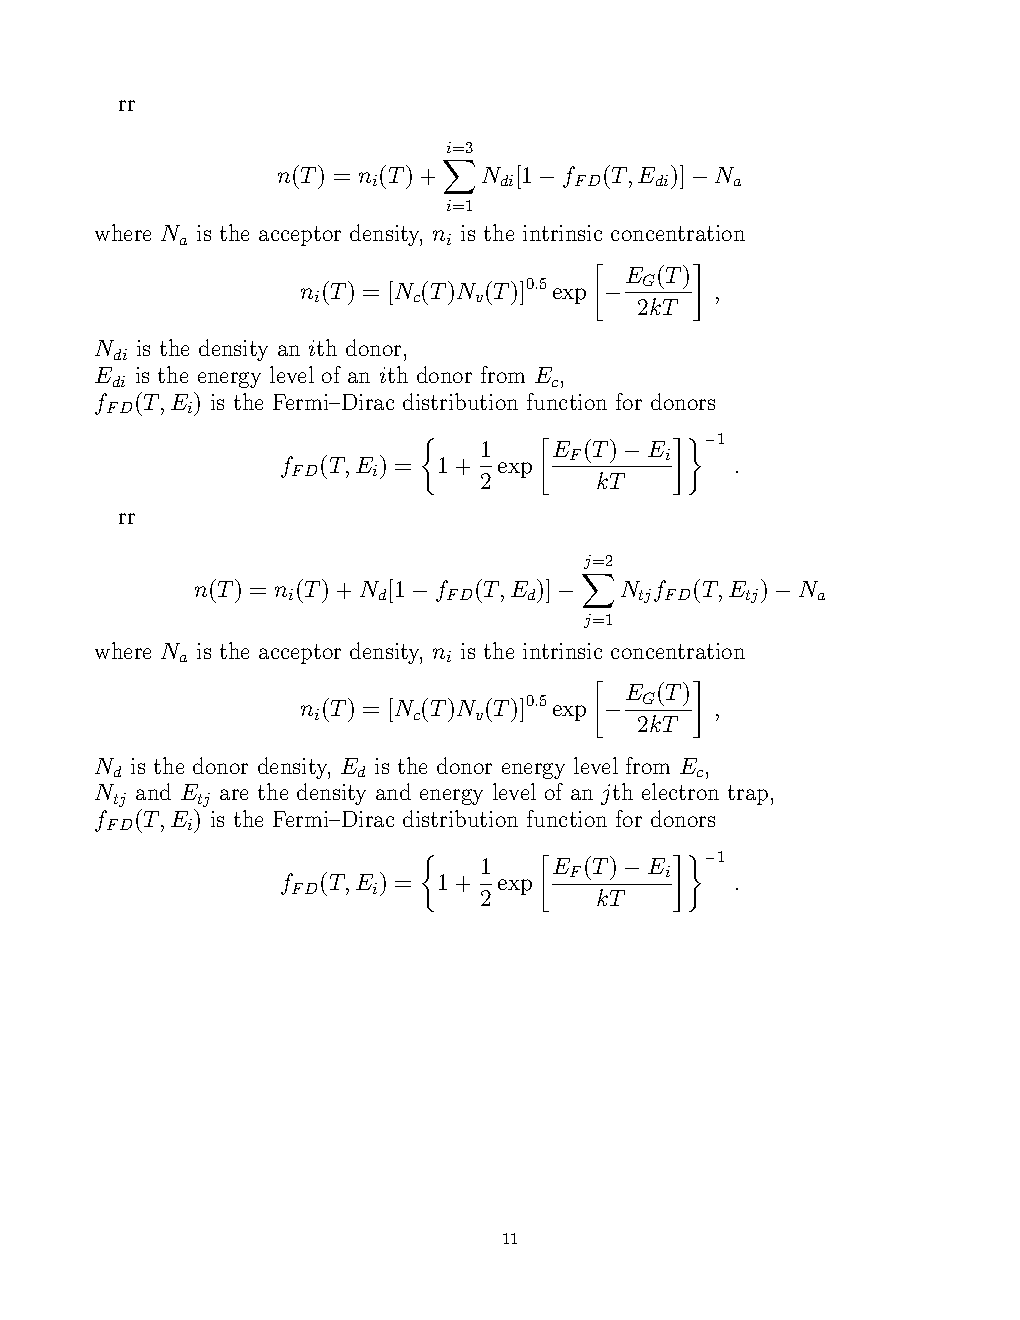 rr
$n(T) = n_i(T) + \sum_{i=1}^{i=3} N_{di}[1 - f_{FD}(T, E_{di})] - N_a$
where $N_a$ is the acceptor density, $n_i$ is the intrinsic concentration
$n_i(T) = [N_c(T)N_v(T)]^{0.5} \exp\left[-\frac{E_G(T)}{2kT}\right],$
$N_{di}$ is the density an $i$th donor,
$E_{di}$ is the energy level of an $i$th donor from $E_c$,
$f_{FD}(T, E_i)$ is the Fermi–Dirac distribution function for donors
$f_{FD}(T, E_i) = \left\{1 + \frac{1}{2} \exp\left[\frac{E_F(T) - E_i}{kT}\right]\right\}^{-1}.$
rr
$n(T) = n_i(T) + N_d[1 - f_{FD}(T, E_d)] - \sum_{j=1}^{j=2} N_{tj} f_{FD}(T, E_{tj}) - N_a$
where $N_a$ is the acceptor density, $n_i$ is the intrinsic concentration
$n_i(T) = [N_c(T)N_v(T)]^{0.5} \exp\left[-\frac{E_G(T)}{2kT}\right],$
$N_d$ is the donor density, $E_d$ is the donor energy level from $E_c$,
$N_{tj}$ and $E_{tj}$ are the density and energy level of an $j$th electron trap,
$f_{FD}(T, E_i)$ is the Fermi–Dirac distribution function for donors
$f_{FD}(T, E_i) = \left\{1 + \frac{1}{2} \exp\left[\frac{E_F(T) - E_i}{kT}\right]\right\}^{-1}.$
11